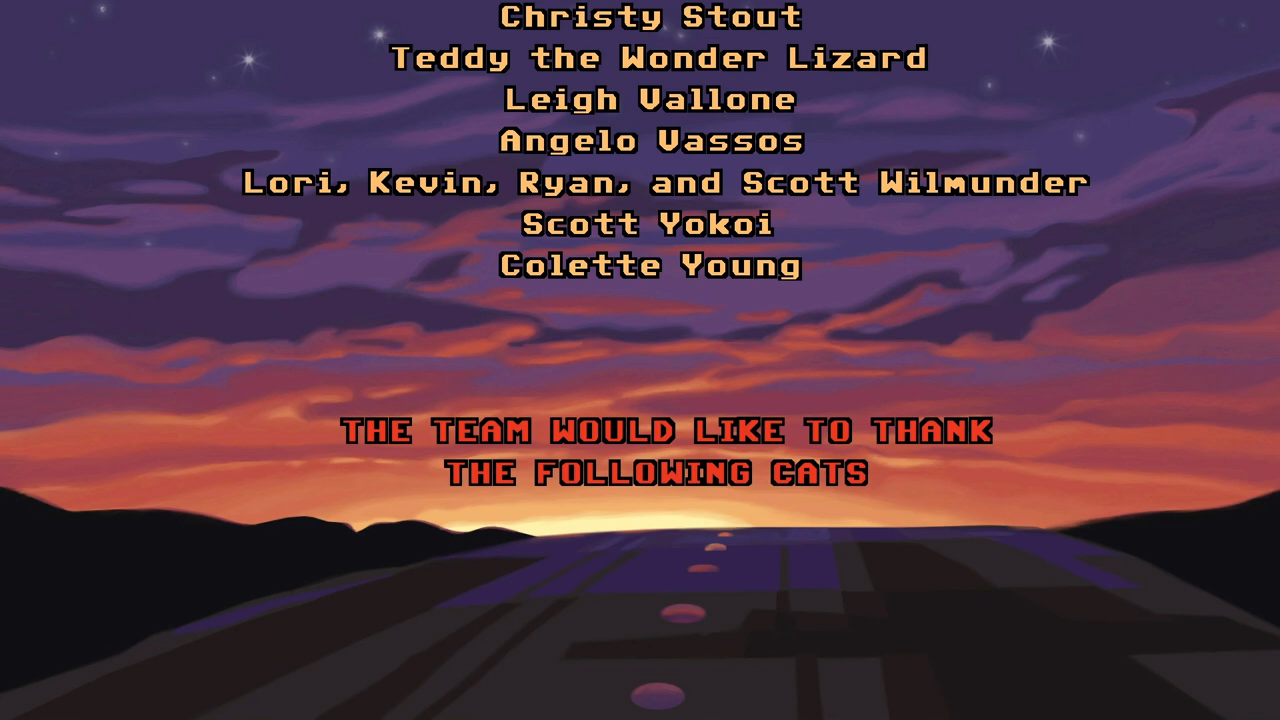 Christy Stout
Teddy the Wonder Lizard
Leigh Vallone
Angelo Vassos
Lori, Kevin, Ryan, and Scott Wilmunder
Scott Yokoi
Colette Young
THE TEAM WOULD LIKE TO THANK
THE FOLLOWING CATS